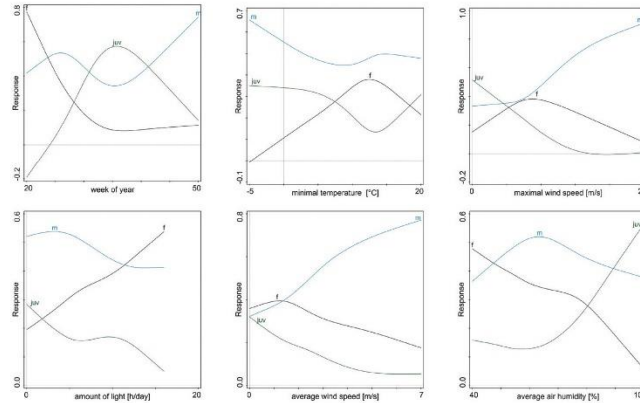 0.8
f
juv
m
Response
-0.2
20
50
week of year
0.7
m
juv
f
Response
-0.1
-5
20
minimal temperature [°C]
1.0
m
juv
f
Response
-0.2
0
maximal wind speed [m/s]
0.6
m
f
juv
Response
0.0
0
20
amount of light [h/day]
0.8
m
f
juv
Response
0.0
0
7
average wind speed [m/s]
0.6
juv
f
m
Response
0.0
40
average air humidity [%]